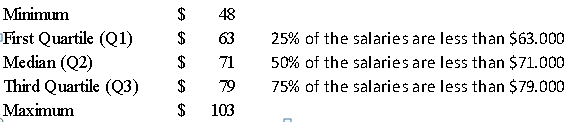 Minimum $ 48
First Quartile (Q1) $ 63 25% of the salaries are less than $63.000
Median (Q2) $ 71 50% of the salaries are less than $71.000
Third Quartile (Q3) $ 79 75% of the salaries are less than $79.000
Maximum $ 103